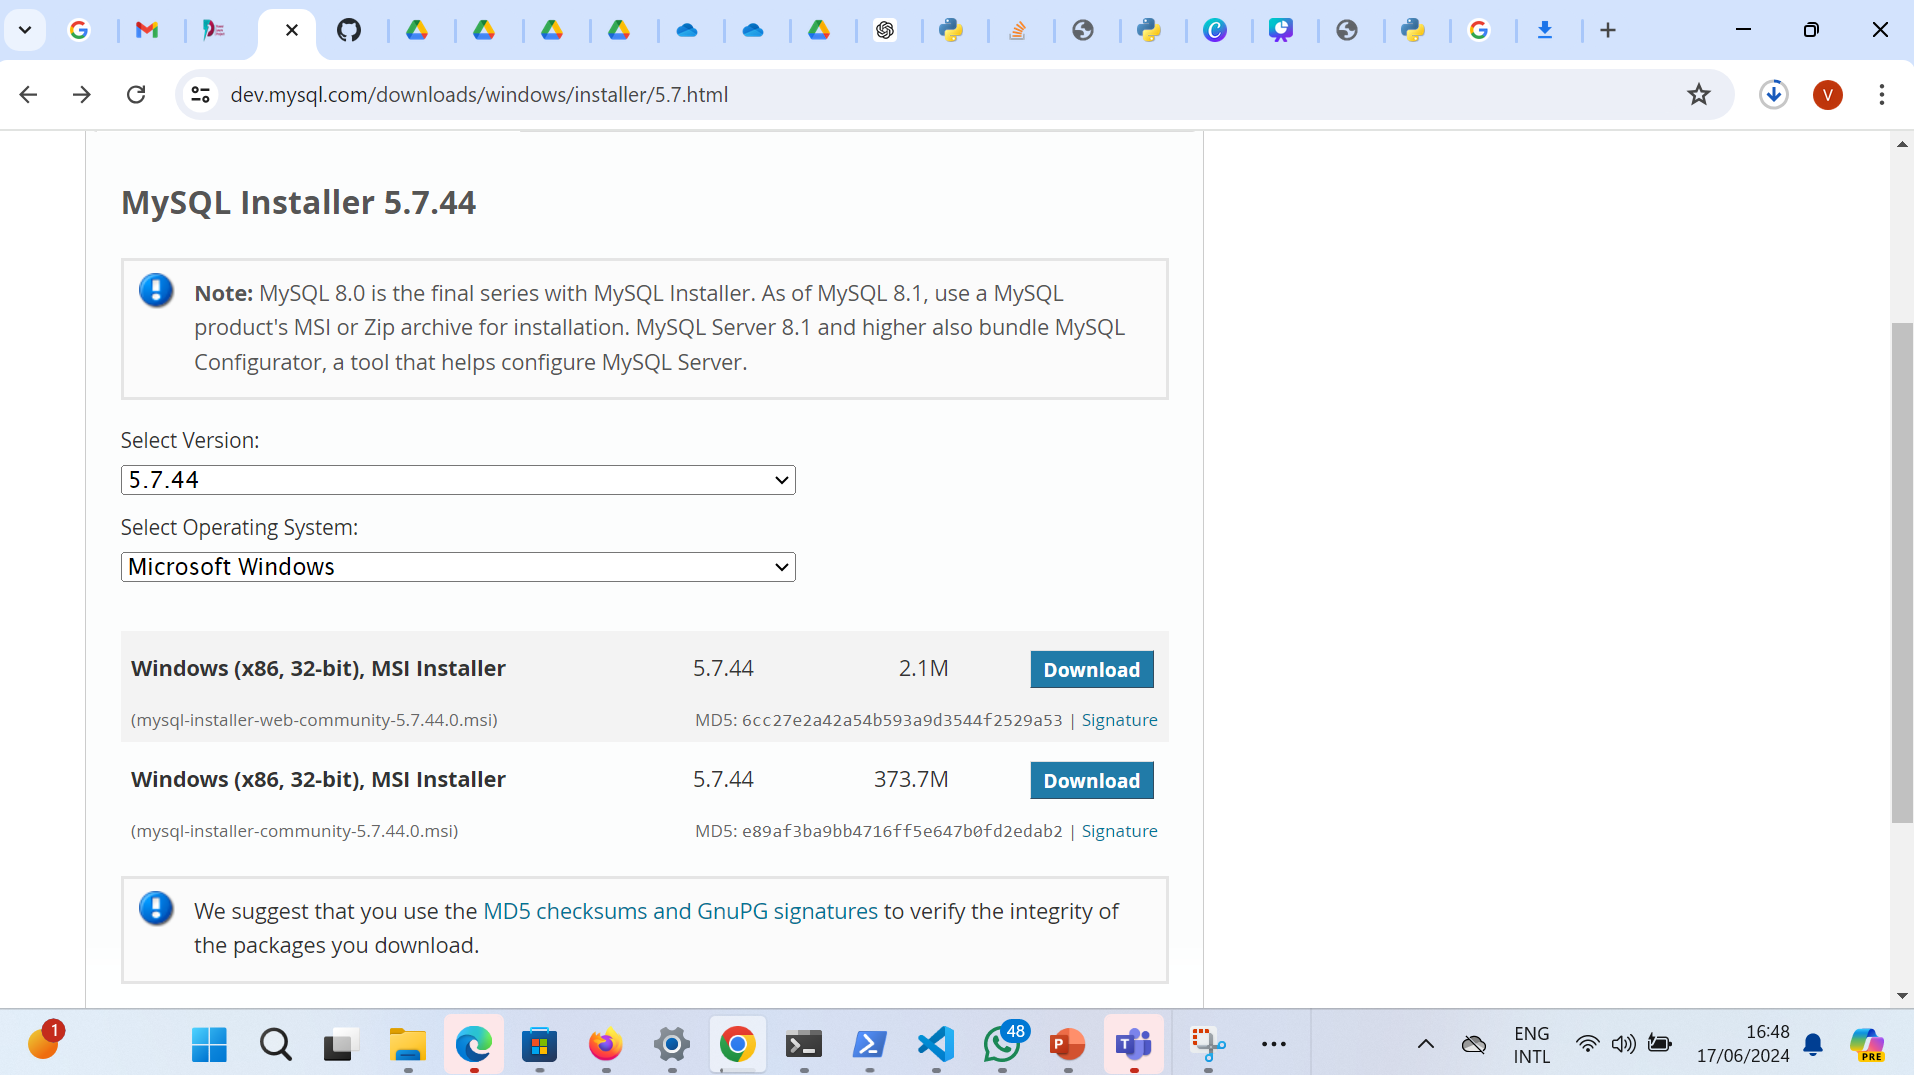 dev.mysql.com/downloads/windows/installer/5.7.html
V
MySQL Installer 5.7.44
Note: MySQL 8.0 is the final series with MySQL Installer. As of MySQL 8.1, use a MySQL
product's MSI or Zip archive for installation. MySQL Server 8.1 and higher also bundle MySQL
Configurator, a tool that helps configure MySQL Server.
Select Version:
5.7.44
Select Operating System:
Microsoft Windows
Windows (x86, 32-bit), MSI Installer 5.7.44 2.1M Download
(mysql-installer-web-community-5.7.44.0.msi) MD5: 6cc27e2a42a54b593a9d3544f2529a53 | Signature
Windows (x86, 32-bit), MSI Installer 5.7.44 373.7M Download
(mysql-installer-community-5.7.44.0.msi) MD5: e89af3ba9bb4716ff5e647b0fd2edab2 | Signature
We suggest that you use the MD5 checksums and GnuPG signatures to verify the integrity of
the packages you download.
1
48
ENG
INTL
16:48
17/06/2024
PRE